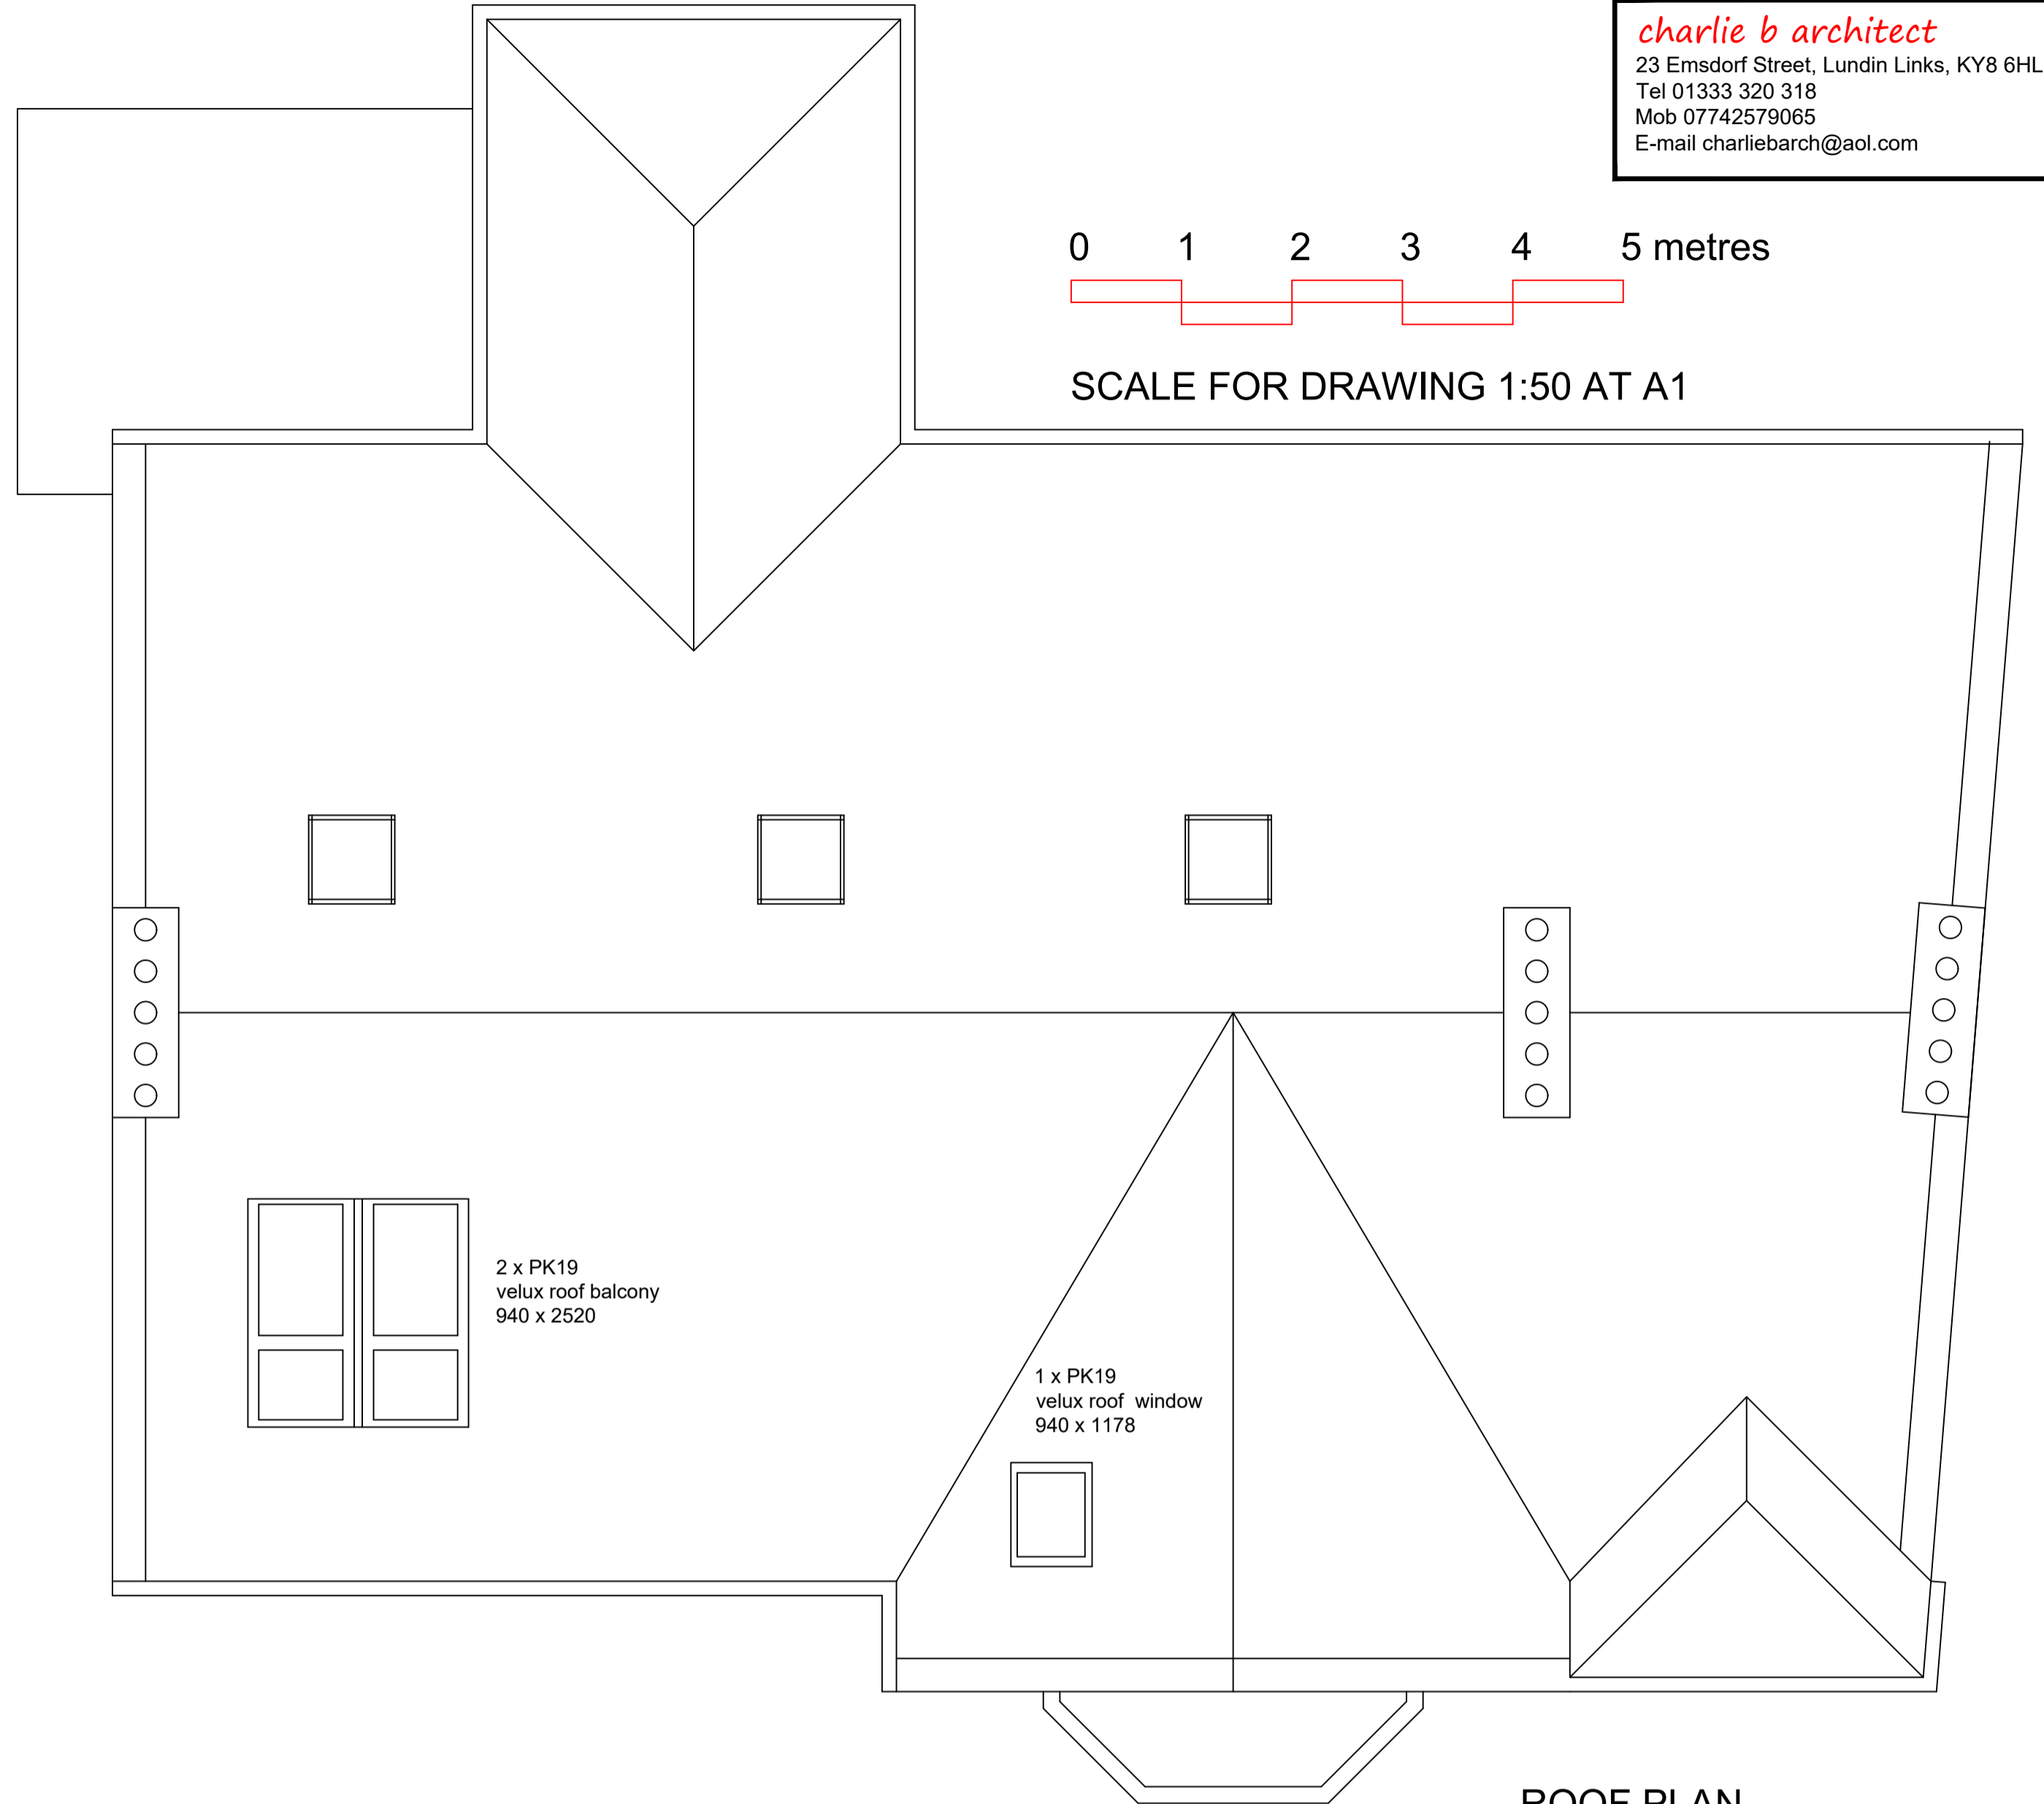 charlie b architect
23 Emsdorf Street, Lundin Links, KY8 6HL
Tel 01333 320 318
Mob 07742579065
E-mail charliebarch@aol.com
0 1 2 3 4 5 metres
SCALE FOR DRAWING 1:50 AT A1
2 x PK19
velux roof balcony
940 x 2520
1 x PK19
velux roof window
940 x 1178
ROOF PLAN